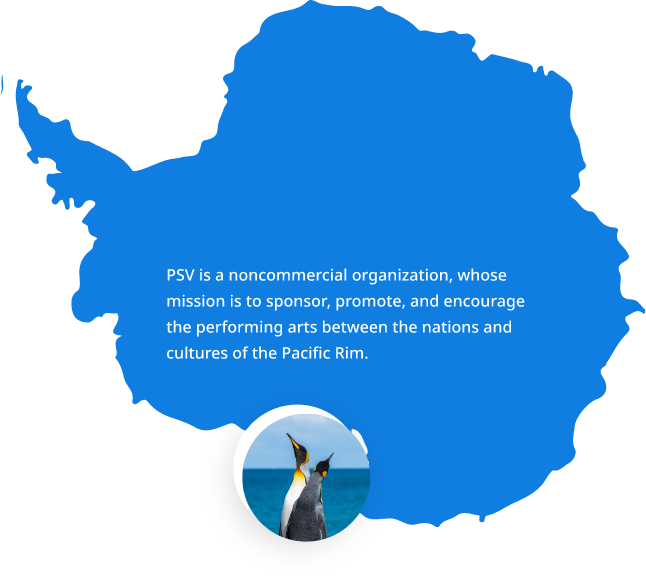 PSV is a noncommercial organization, whose
mission is to sponsor, promote, and encourage
the performing arts between the nations and
cultures of the Pacific Rim.